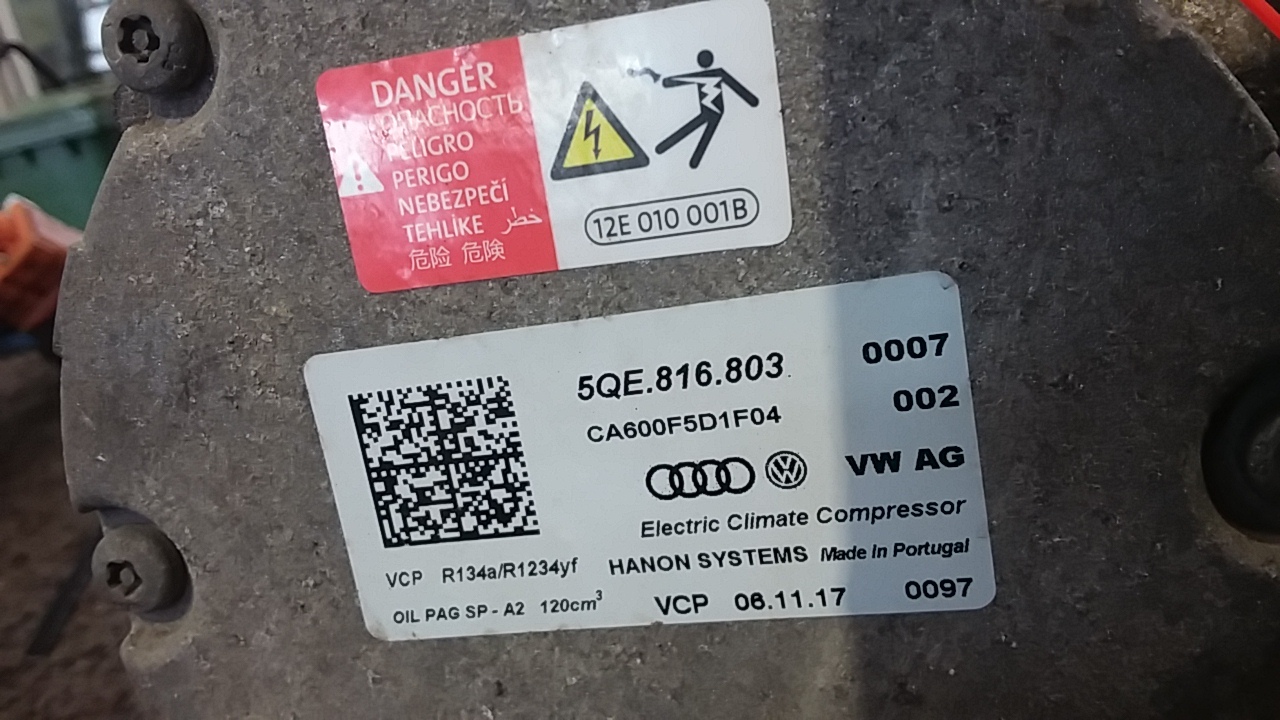 DANGER
ОПАСНОСТЬ
PELIGRO
PERIGO
NEBEZPEČÍ
TEHLİKE خطر
危险 危険
12E 010 001B
5QE.816.803 0007
CA600F5D1F04 002
VW AG
Electric Climate Compressor
VCP R134a/R1234yf HANON SYSTEMS Made in Portugal
OIL PAG SP - A2 120cm³ VCP 06.11.17 0097